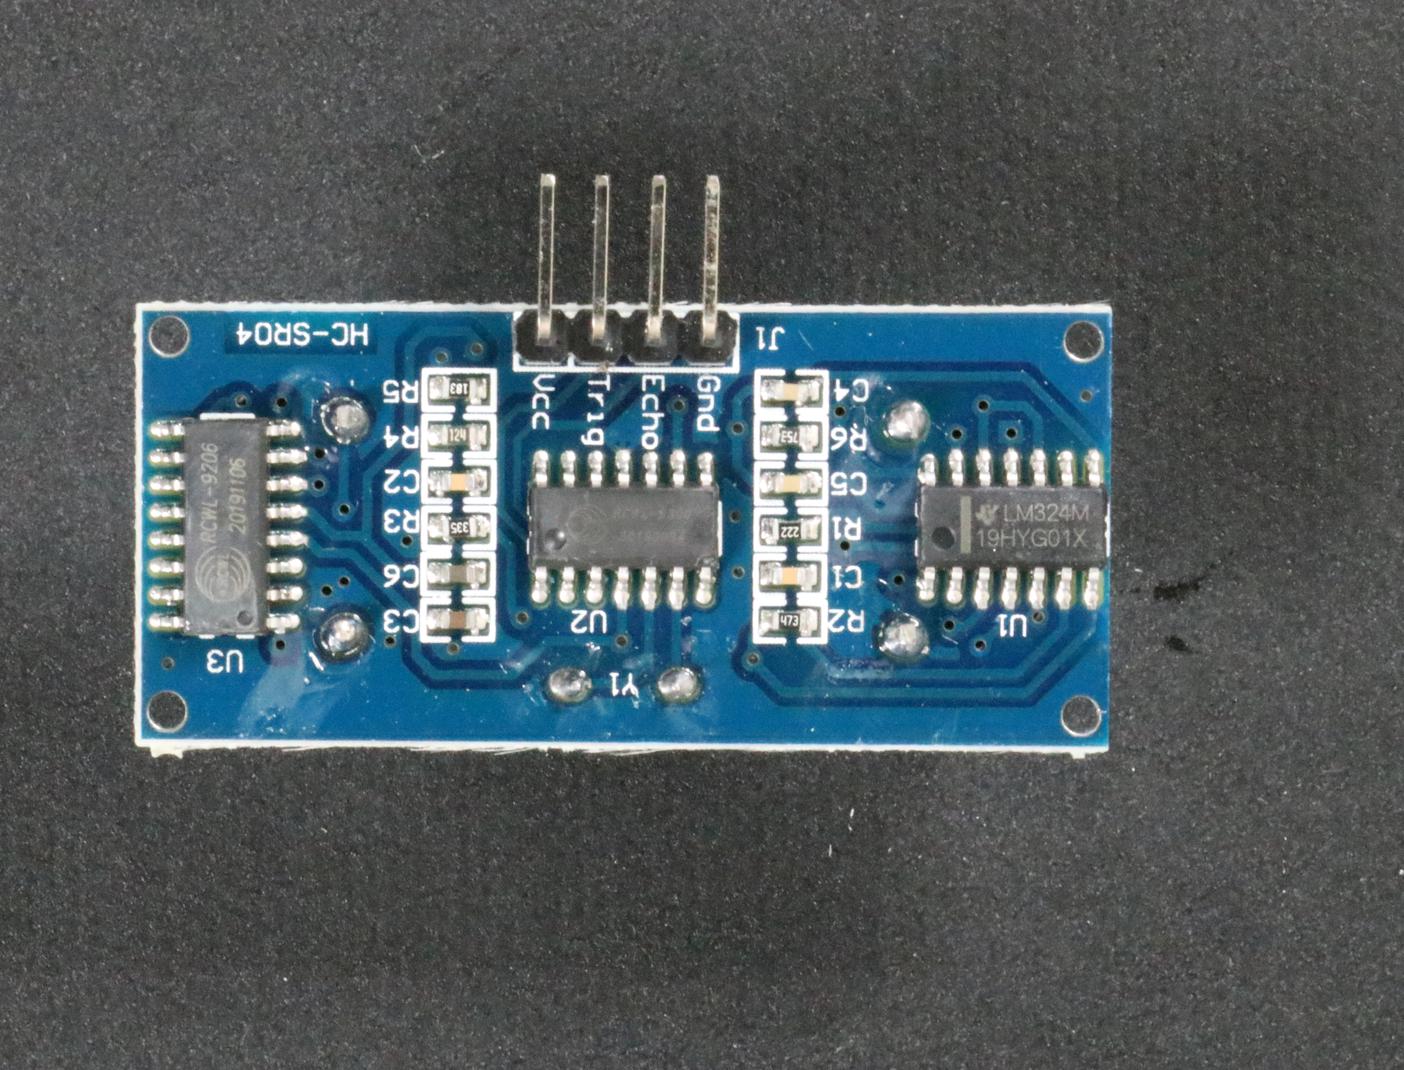 HC-SR04
J1
Vcc
Trig
Echo
Gnd
R5
183
R4
124
C2
R3
335
C6
C3
C4
R6
753
C5
R1
222
C1
R2
473
RCWL-9206
20191106
U3
U2
Y1
LM324M
19HYG01X
U1